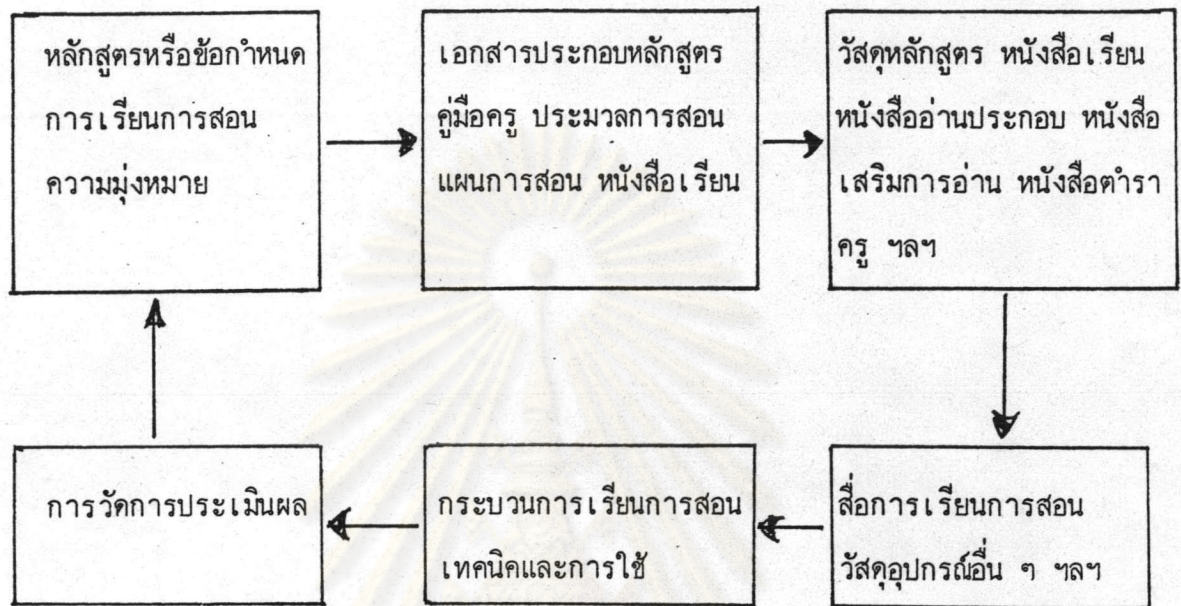 หลักสูตรหรือข้อกำหนด
การเรียนการสอน
ความมุ่งหมาย
เอกสารประกอบหลักสูตร
คู่มือครู ประมวลการสอน
แผนการสอน หนังสือเรียน
วัสดุหลักสูตร หนังสือเรียน
หนังสืออ่านประกอบ หนังสือ
เสริมการอ่าน หนังสือตำรา
ครู ฯลฯ
สื่อการเรียนการสอน
วัสดุอุปกรณ์อื่น ๆ ฯลฯ
กระบวนการเรียนการสอน
เทคนิคและการใช้
การวัดการประเมินผล